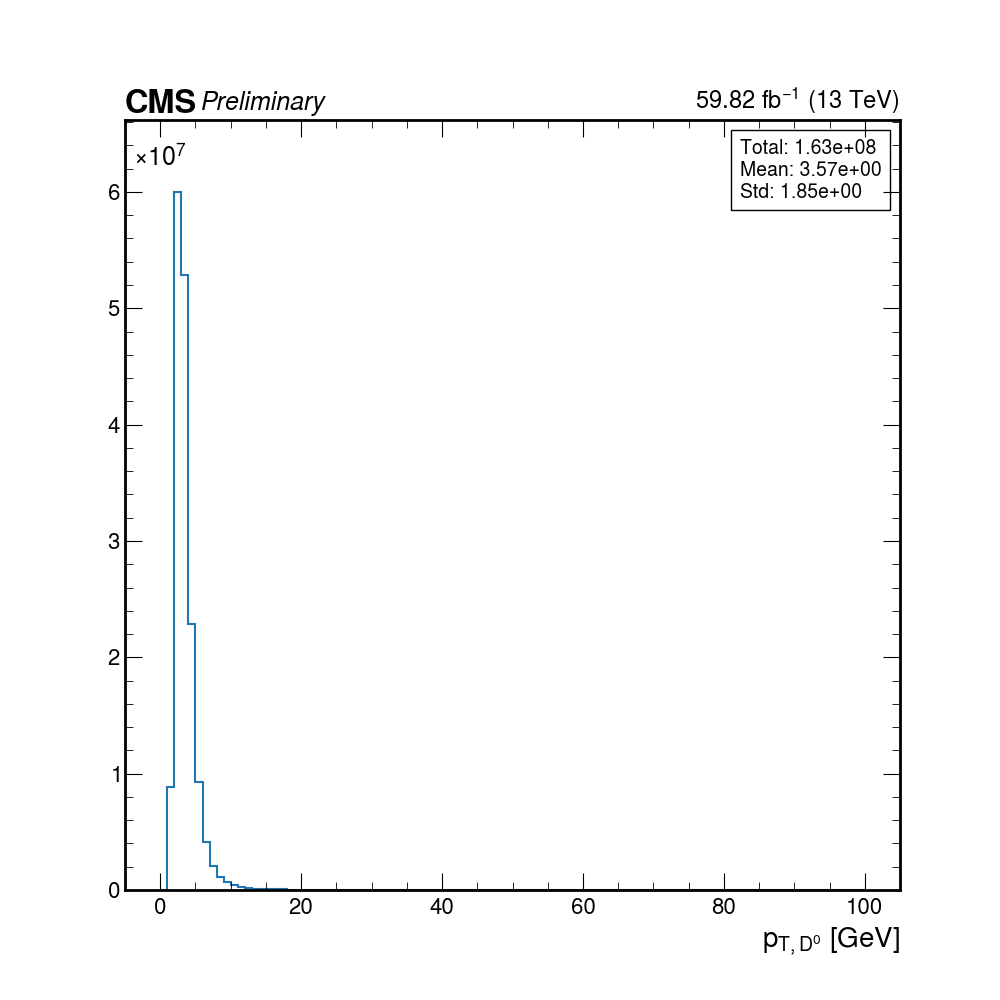 CMS Preliminary 59.82 fb⁻¹ (13 TeV)
×10⁷
Total: 1.63e+08
Mean: 3.57e+00
Std: 1.85e+00
6
5
4
3
2
1
0
0 20 40 60 80 100
p_T, D⁰ [GeV]